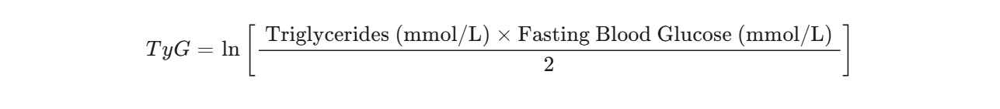 TyG = ln [ Triglycerides (mmol/L) × Fasting Blood Glucose (mmol/L)
2 ]